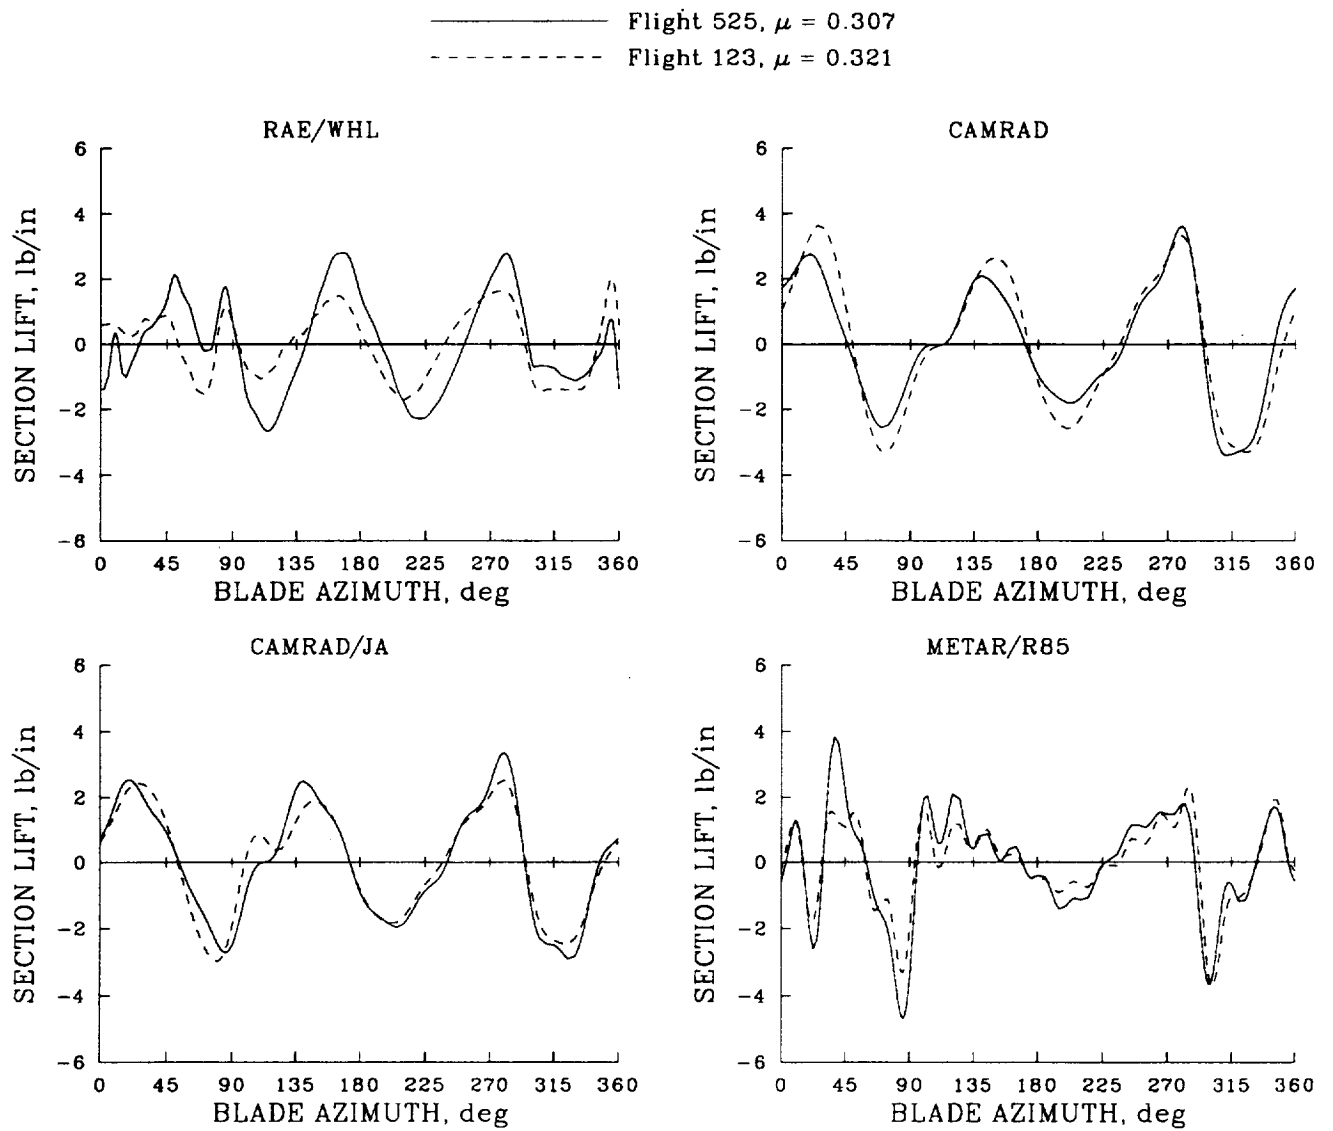 Flight 525, μ = 0.307
Flight 123, μ = 0.321
RAE/WHL
6
4
2
0
-2
-4
-6
SECTION LIFT, lb/in
0 45 90 135 180 225 270 315 360
BLADE AZIMUTH, deg
CAMRAD
6
4
2
0
-2
-4
-6
SECTION LIFT, lb/in
0 45 90 135 180 225 270 315 360
BLADE AZIMUTH, deg
CAMRAD/JA
6
4
2
0
-2
-4
-6
SECTION LIFT, lb/in
0 45 90 135 180 225 270 315 360
BLADE AZIMUTH, deg
METAR/R85
6
4
2
0
-2
-4
-6
SECTION LIFT, lb/in
0 45 90 135 180 225 270 315 360
BLADE AZIMUTH, deg